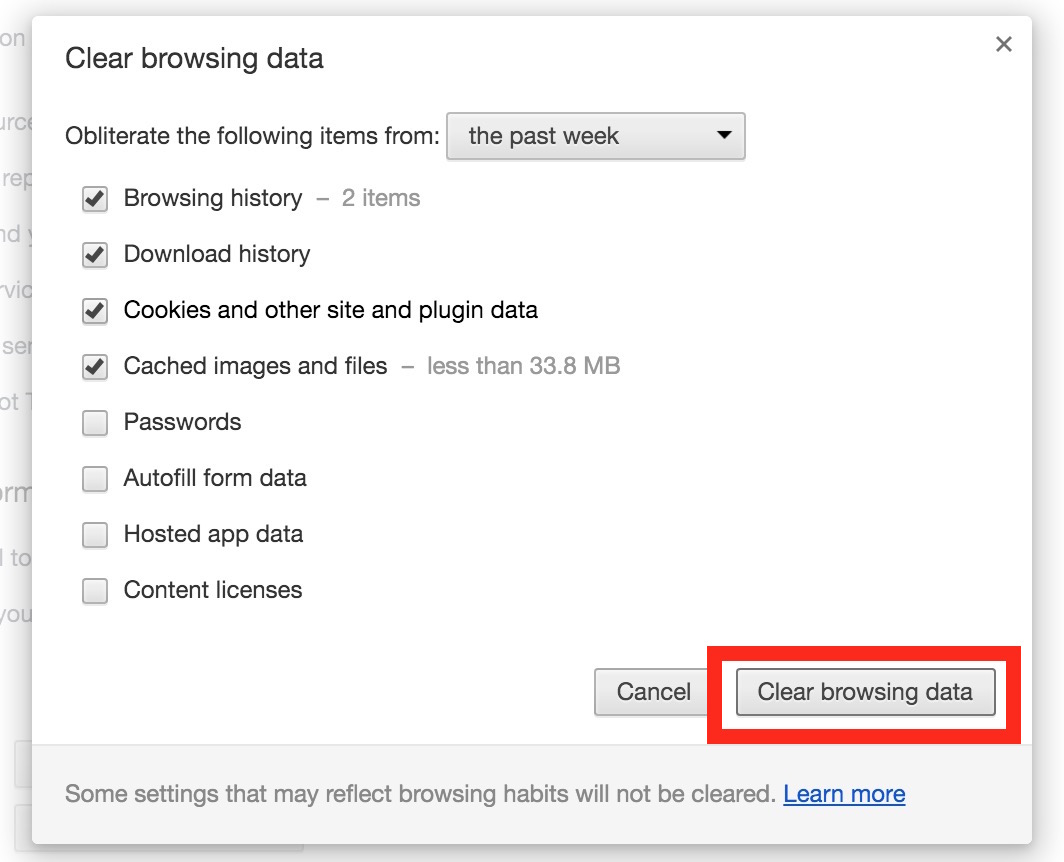 Clear browsing data
Obliterate the following items from: the past week
Browsing history – 2 items
Download history
Cookies and other site and plugin data
Cached images and files – less than 33.8 MB
Passwords
Autofill form data
Hosted app data
Content licenses
Cancel Clear browsing data
Some settings that may reflect browsing habits will not be cleared. Learn more